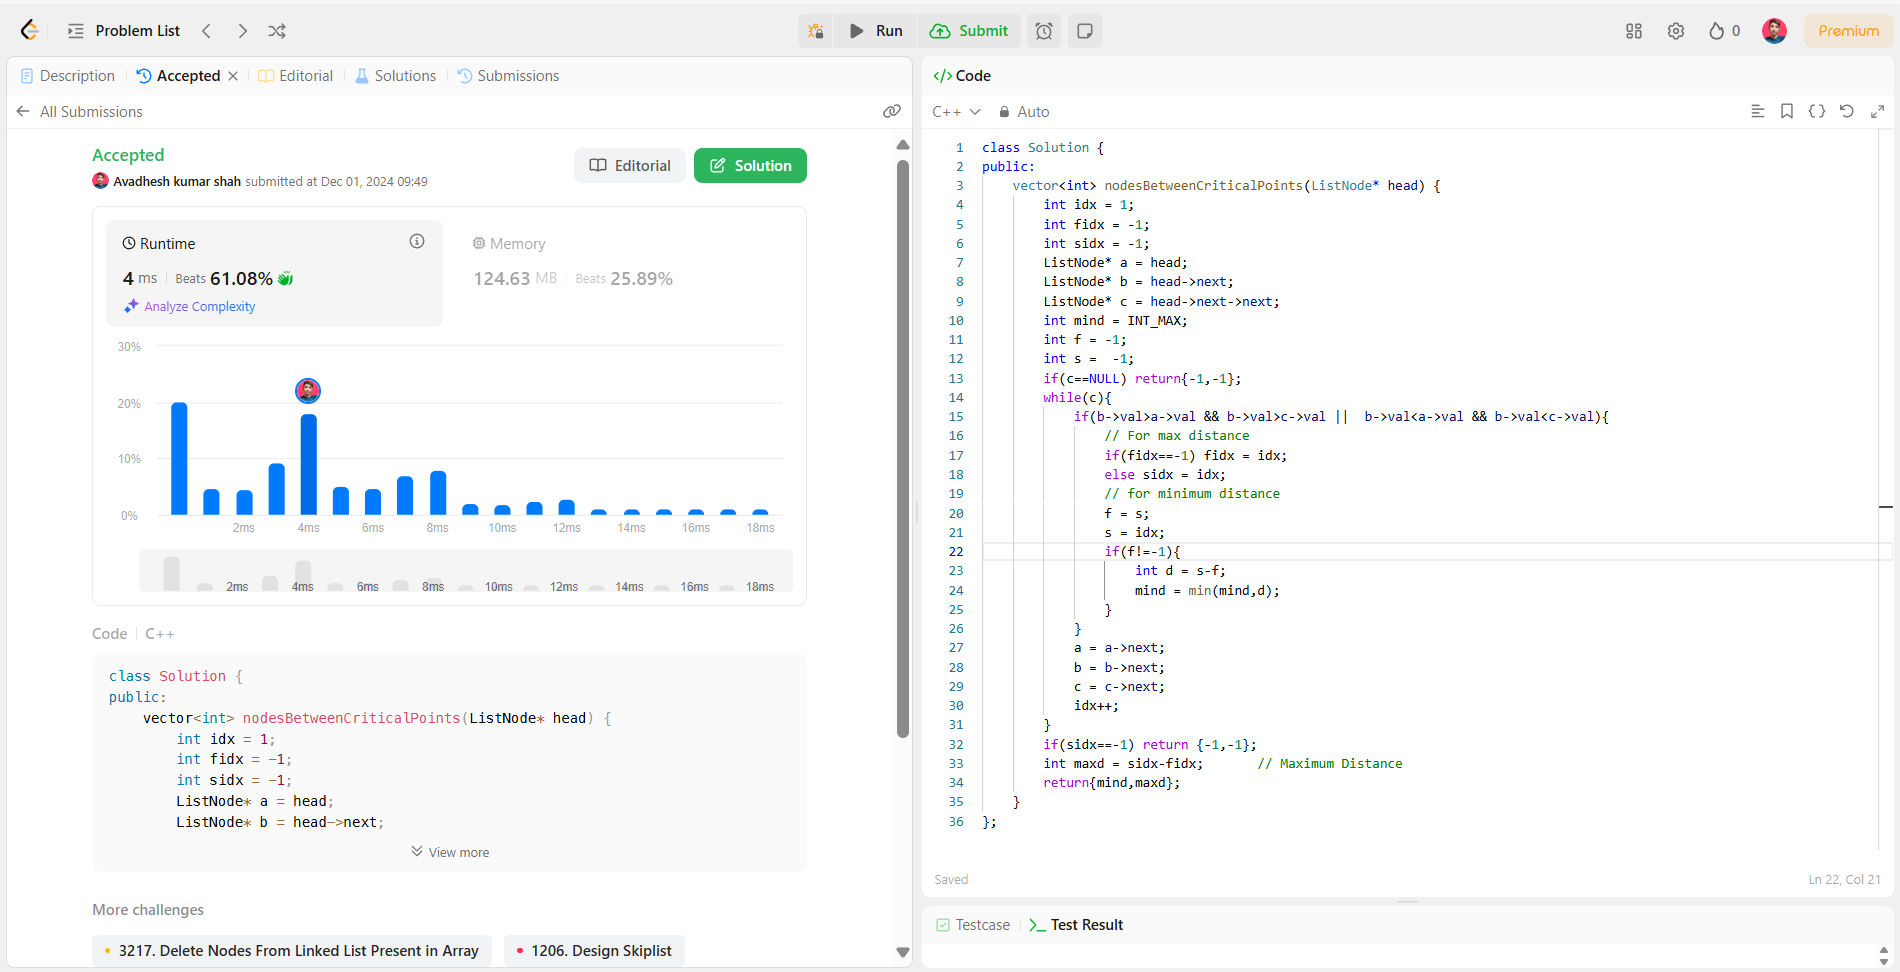 Problem List
Run
Submit
0
Premium
Description
Accepted
Editorial
Solutions
Submissions
All Submissions
Accepted
Avadhesh kumar shah submitted at Dec 01, 2024 09:49
Editorial
Solution
Runtime
4 ms
Beats 61.08%
Analyze Complexity
Memory
124.63 MB
Beats 25.89%
30%
20%
10%
0%
2ms 4ms 6ms 8ms 10ms 12ms 14ms 16ms 18ms
2ms 4ms 6ms 8ms 10ms 12ms 14ms 16ms 18ms
Code
C++
class Solution {
public:
    vector<int> nodesBetweenCriticalPoints(ListNode* head) {
        int idx = 1;
        int fidx = -1;
        int sidx = -1;
        ListNode* a = head;
        ListNode* b = head->next;
View more
More challenges
3217. Delete Nodes From Linked List Present in Array
1206. Design Skiplist
</> Code
C++
Auto
1 class Solution {
2 public:
3     vector<int> nodesBetweenCriticalPoints(ListNode* head) {
4         int idx = 1;
5         int fidx = -1;
6         int sidx = -1;
7         ListNode* a = head;
8         ListNode* b = head->next;
9         ListNode* c = head->next->next;
10         int mind = INT_MAX;
11         int f = -1;
12         int s =  -1;
13         if(c==NULL) return{-1,-1};
14         while(c){
15             if(b->val>a->val && b->val>c->val ||  b->val<a->val && b->val<c->val){
16                 // For max distance
17                 if(fidx==-1) fidx = idx;
18                 else sidx = idx;
19                 // for minimum distance
20                 f = s;
21                 s = idx;
22                 if(f!=-1){
23                     int d = s-f;
24                     mind = min(mind,d);
25                 }
26             }
27             a = a->next;
28             b = b->next;
29             c = c->next;
30             idx++;
31         }
32         if(sidx==-1) return {-1,-1};
33         int maxd = sidx-fidx;       // Maximum Distance
34         return{mind,maxd};
35     }
36 };
Saved
Ln 22, Col 21
Testcase
Test Result